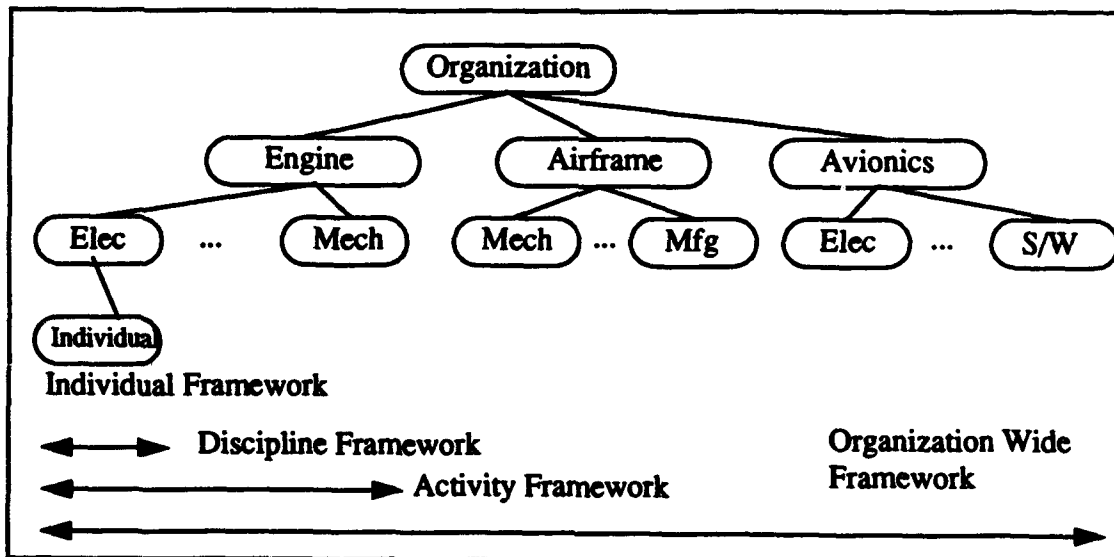 Organization
Engine Airframe Avionics
Elec ... Mech Mech ... Mfg Elec ... S/W
Individual
Individual Framework
Discipline Framework
Organization Wide
Framework
Activity Framework